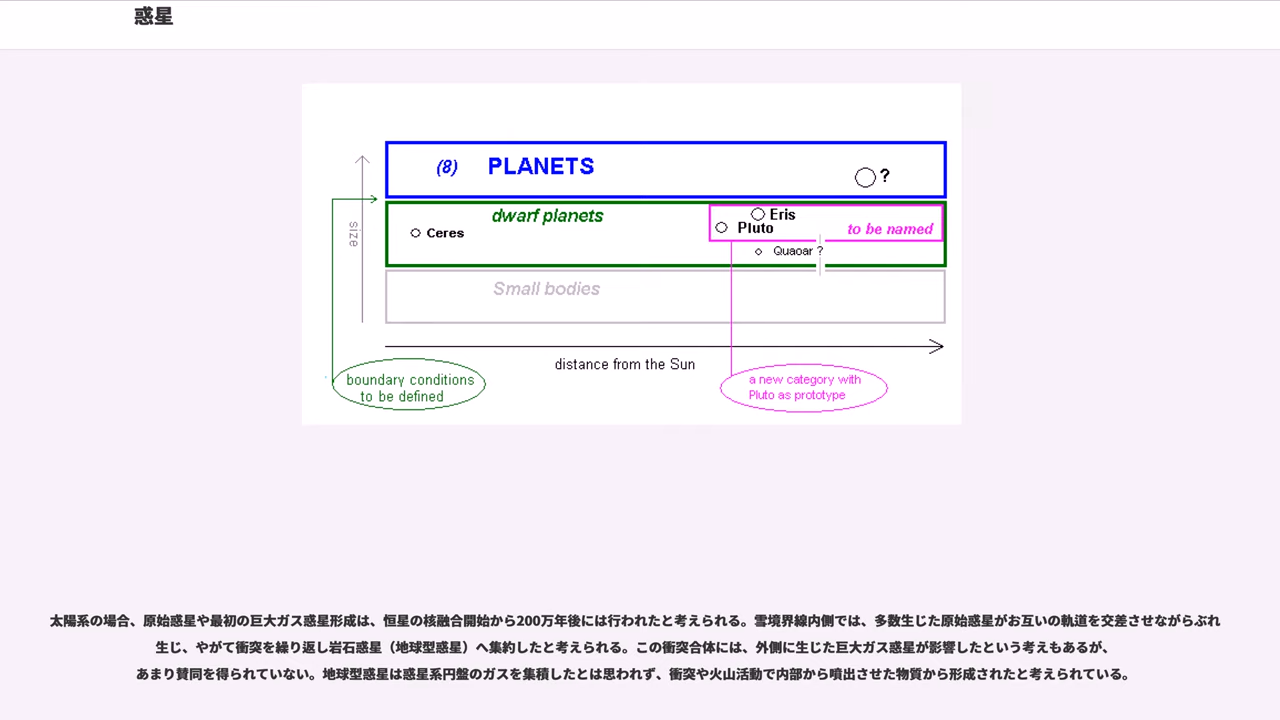 惑星
(8) PLANETS
?
dwarf planets
Eris
Pluto
to be named
Ceres
Quaoar ?
size
Small bodies
distance from the Sun
boundary conditions
to be defined
a new category with
Pluto as prototype
太陽系の場合、原始惑星や最初の巨大ガス惑星形成は、恒星の核融合開始から200万年後には行われたと考えられる。雪境界線内側では、多数生じた原始惑星がお互いの軌道を交差させながらぶれ
生じ、やがて衝突を繰り返し岩石惑星（地球型惑星）へ集約したと考えられる。この衝突合体には、外側に生じた巨大ガス惑星が影響したという考えもあるが、
あまり賛同を得られていない。地球型惑星は惑星系円盤のガスを集積したとは思われず、衝突や火山活動で内部から噴出させた物質から形成されたと考えられている。